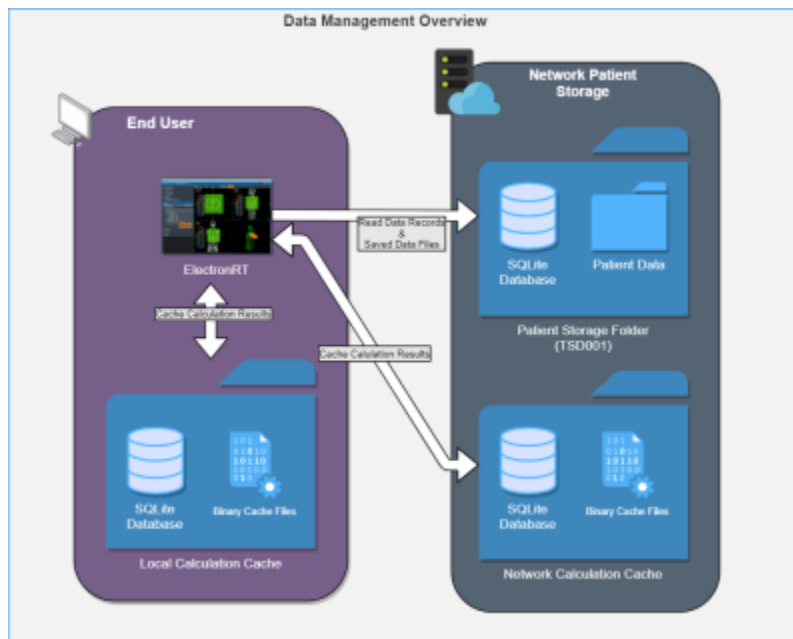 Data Management Overview
Network Patient
Storage
End User
ElectronRT
Read Data Records
&
Saved Data Files
SQLite
Database
Patient Data
Patient Storage Folder
(TSD001)
Cache Calculation Results
Cache Calulation Results
SQLite
Database
Binary Cache Files
Local Calculation Cache
SQLite
Database
Binary Cache Files
Network Calculation Cache